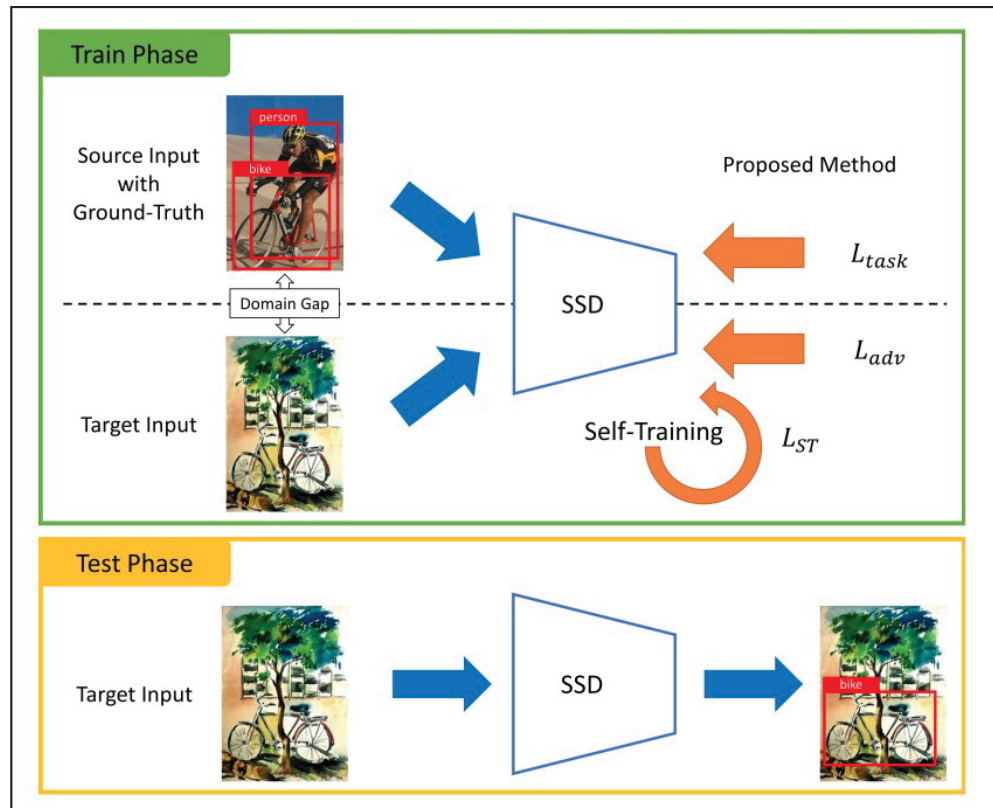 Train Phase
Source Input
with
Ground-Truth
person
bike
Proposed Method
SSD
L_task
Domain Gap
L_adv
Target Input
Self-Training
L_ST
Test Phase
Target Input
SSD
bike